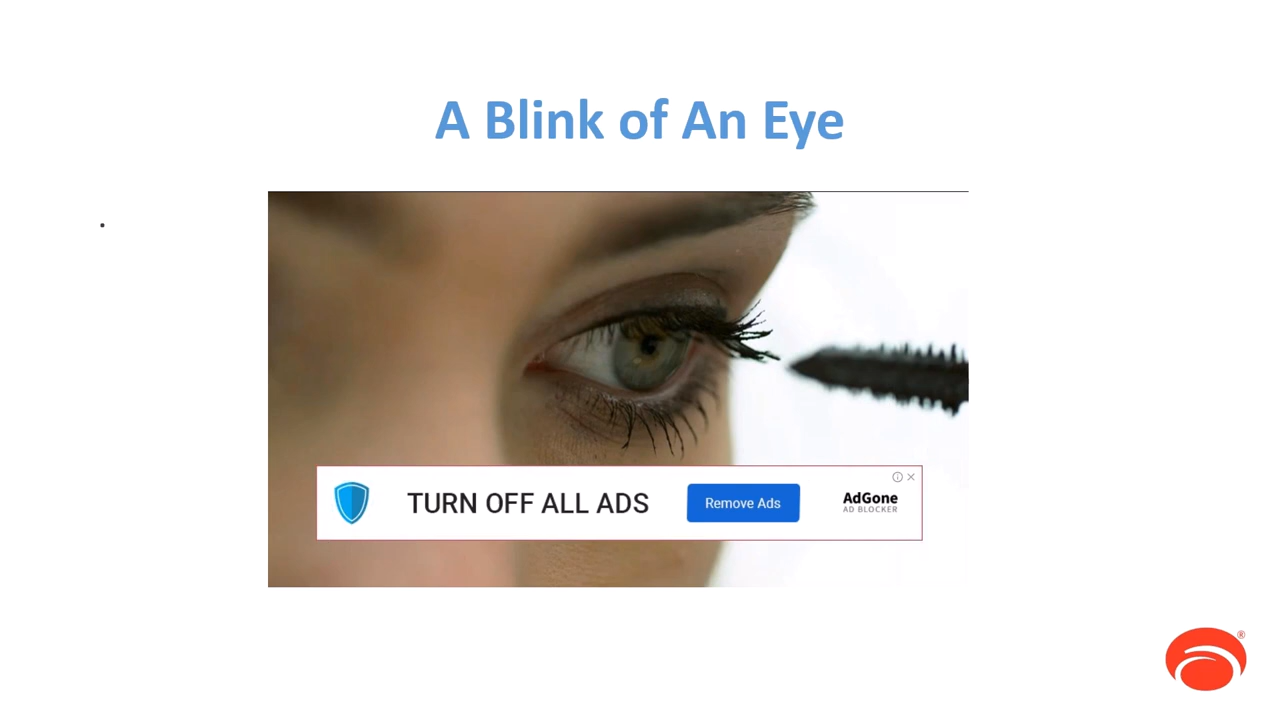 A Blink of An Eye
TURN OFF ALL ADS
Remove Ads
AdGone
AD BLOCKER
®